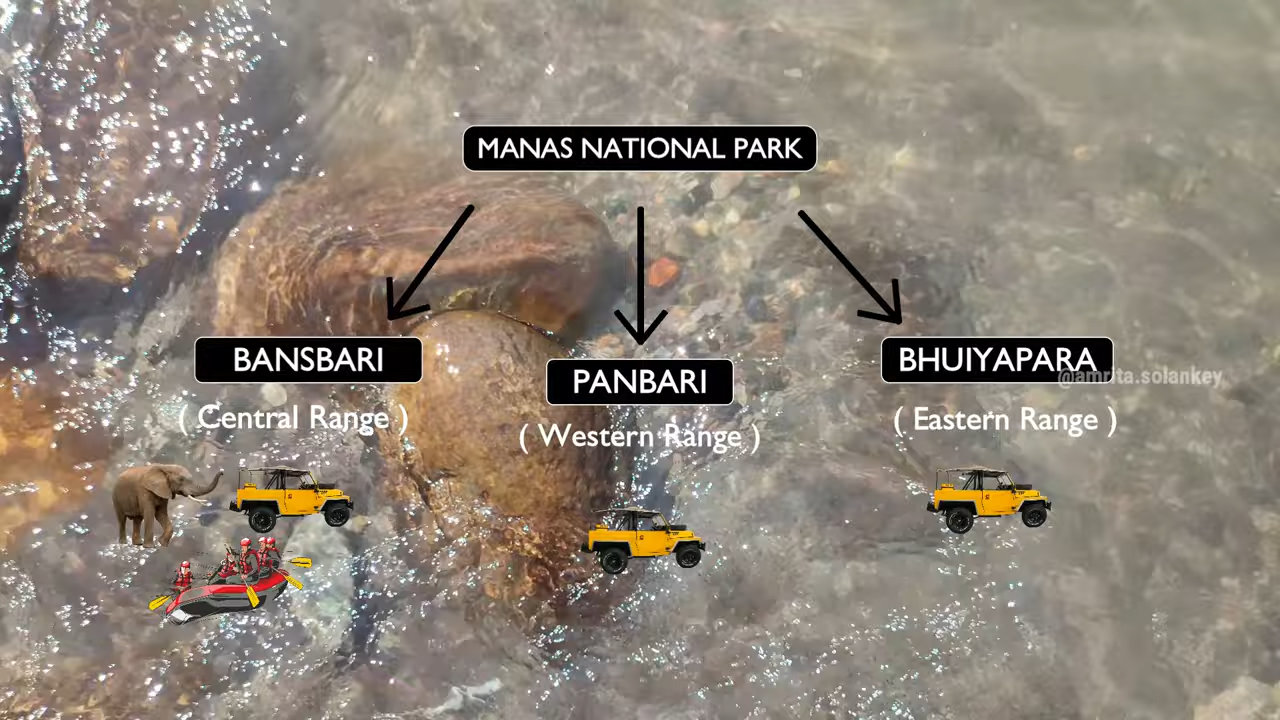 MANAS NATIONAL PARK
BANSBARI
( Central Range )
PANBARI
( Western Range )
BHUIYAPARA
( Eastern Range )
@amrita.solankey